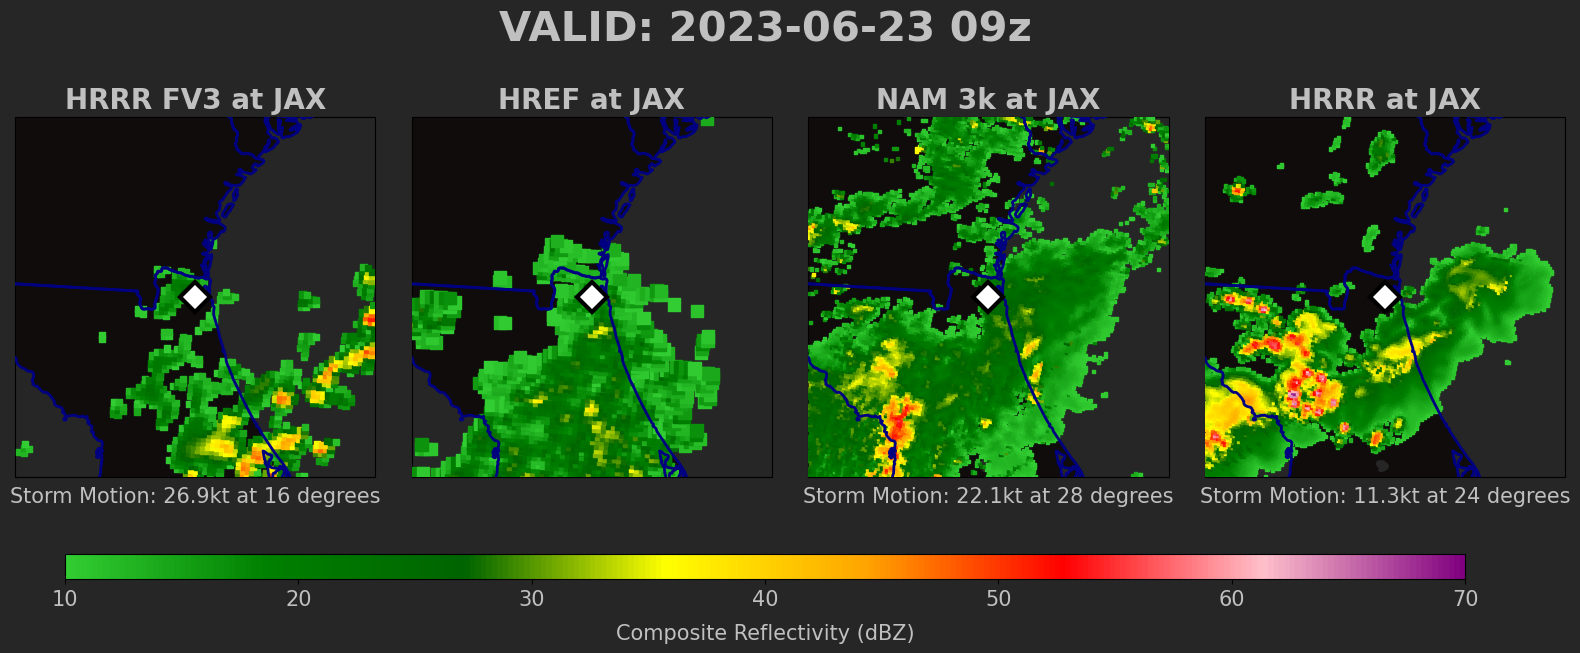 VALID: 2023-06-23 09z
HRRR FV3 at JAX
HREF at JAX
NAM 3k at JAX
HRRR at JAX
Storm Motion: 26.9kt at 16 degrees
Storm Motion: 22.1kt at 28 degrees
Storm Motion: 11.3kt at 24 degrees
10 20 30 40 50 60 70
Composite Reflectivity (dBZ)